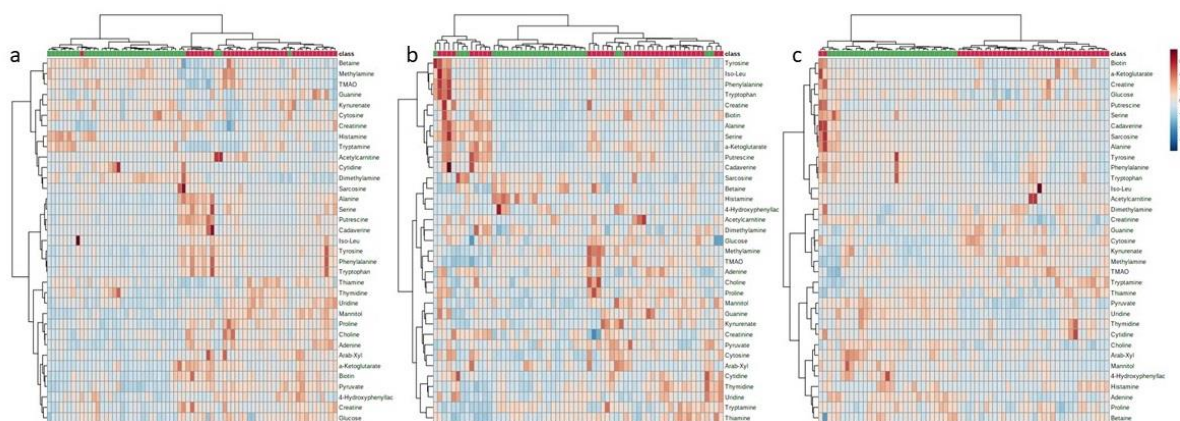 a
class
Betaine
Methylamine
TMAO
Guanine
Kynurenate
Cytosine
Creatinine
Histamine
Tryptamine
Acetylcarnitine
Cytidine
Dimethylamine
Sarcosine
Alanine
Serine
Putrescine
Cadaverine
Iso-Leu
Tyrosine
Phenylalanine
Tryptophan
Thiamine
Thymidine
Uridine
Mannitol
Proline
Choline
Adenine
Arab-Xyl
a-Ketoglutarate
Biotin
Pyruvate
4-Hydroxyphenyllac
Creatine
Glucose
b
class
Tyrosine
Iso-Leu
Phenylalanine
Tryptophan
Creatine
Biotin
Alanine
Serine
a-Ketoglutarate
Putrescine
Cadaverine
Sarcosine
Betaine
Histamine
4-Hydroxyphenyllac
Acetylcarnitine
Dimethylamine
Glucose
Methylamine
TMAO
Adenine
Choline
Proline
Mannitol
Guanine
Kynurenate
Creatinine
Pyruvate
Cytosine
Arab-Xyl
Cytidine
Thymidine
Uridine
Tryptamine
Thiamine
c
class
Biotin
a-Ketoglutarate
Creatine
Glucose
Putrescine
Serine
Cadaverine
Sarcosine
Alanine
Tyrosine
Phenylalanine
Tryptophan
Iso-Leu
Acetylcarnitine
Dimethylamine
Creatinine
Guanine
Cytosine
Kynurenate
Methylamine
TMAO
Tryptamine
Thiamine
Pyruvate
Uridine
Thymidine
Cytidine
Choline
Arab-Xyl
Mannitol
4-Hydroxyphenyllac
Histamine
Adenine
Proline
Betaine